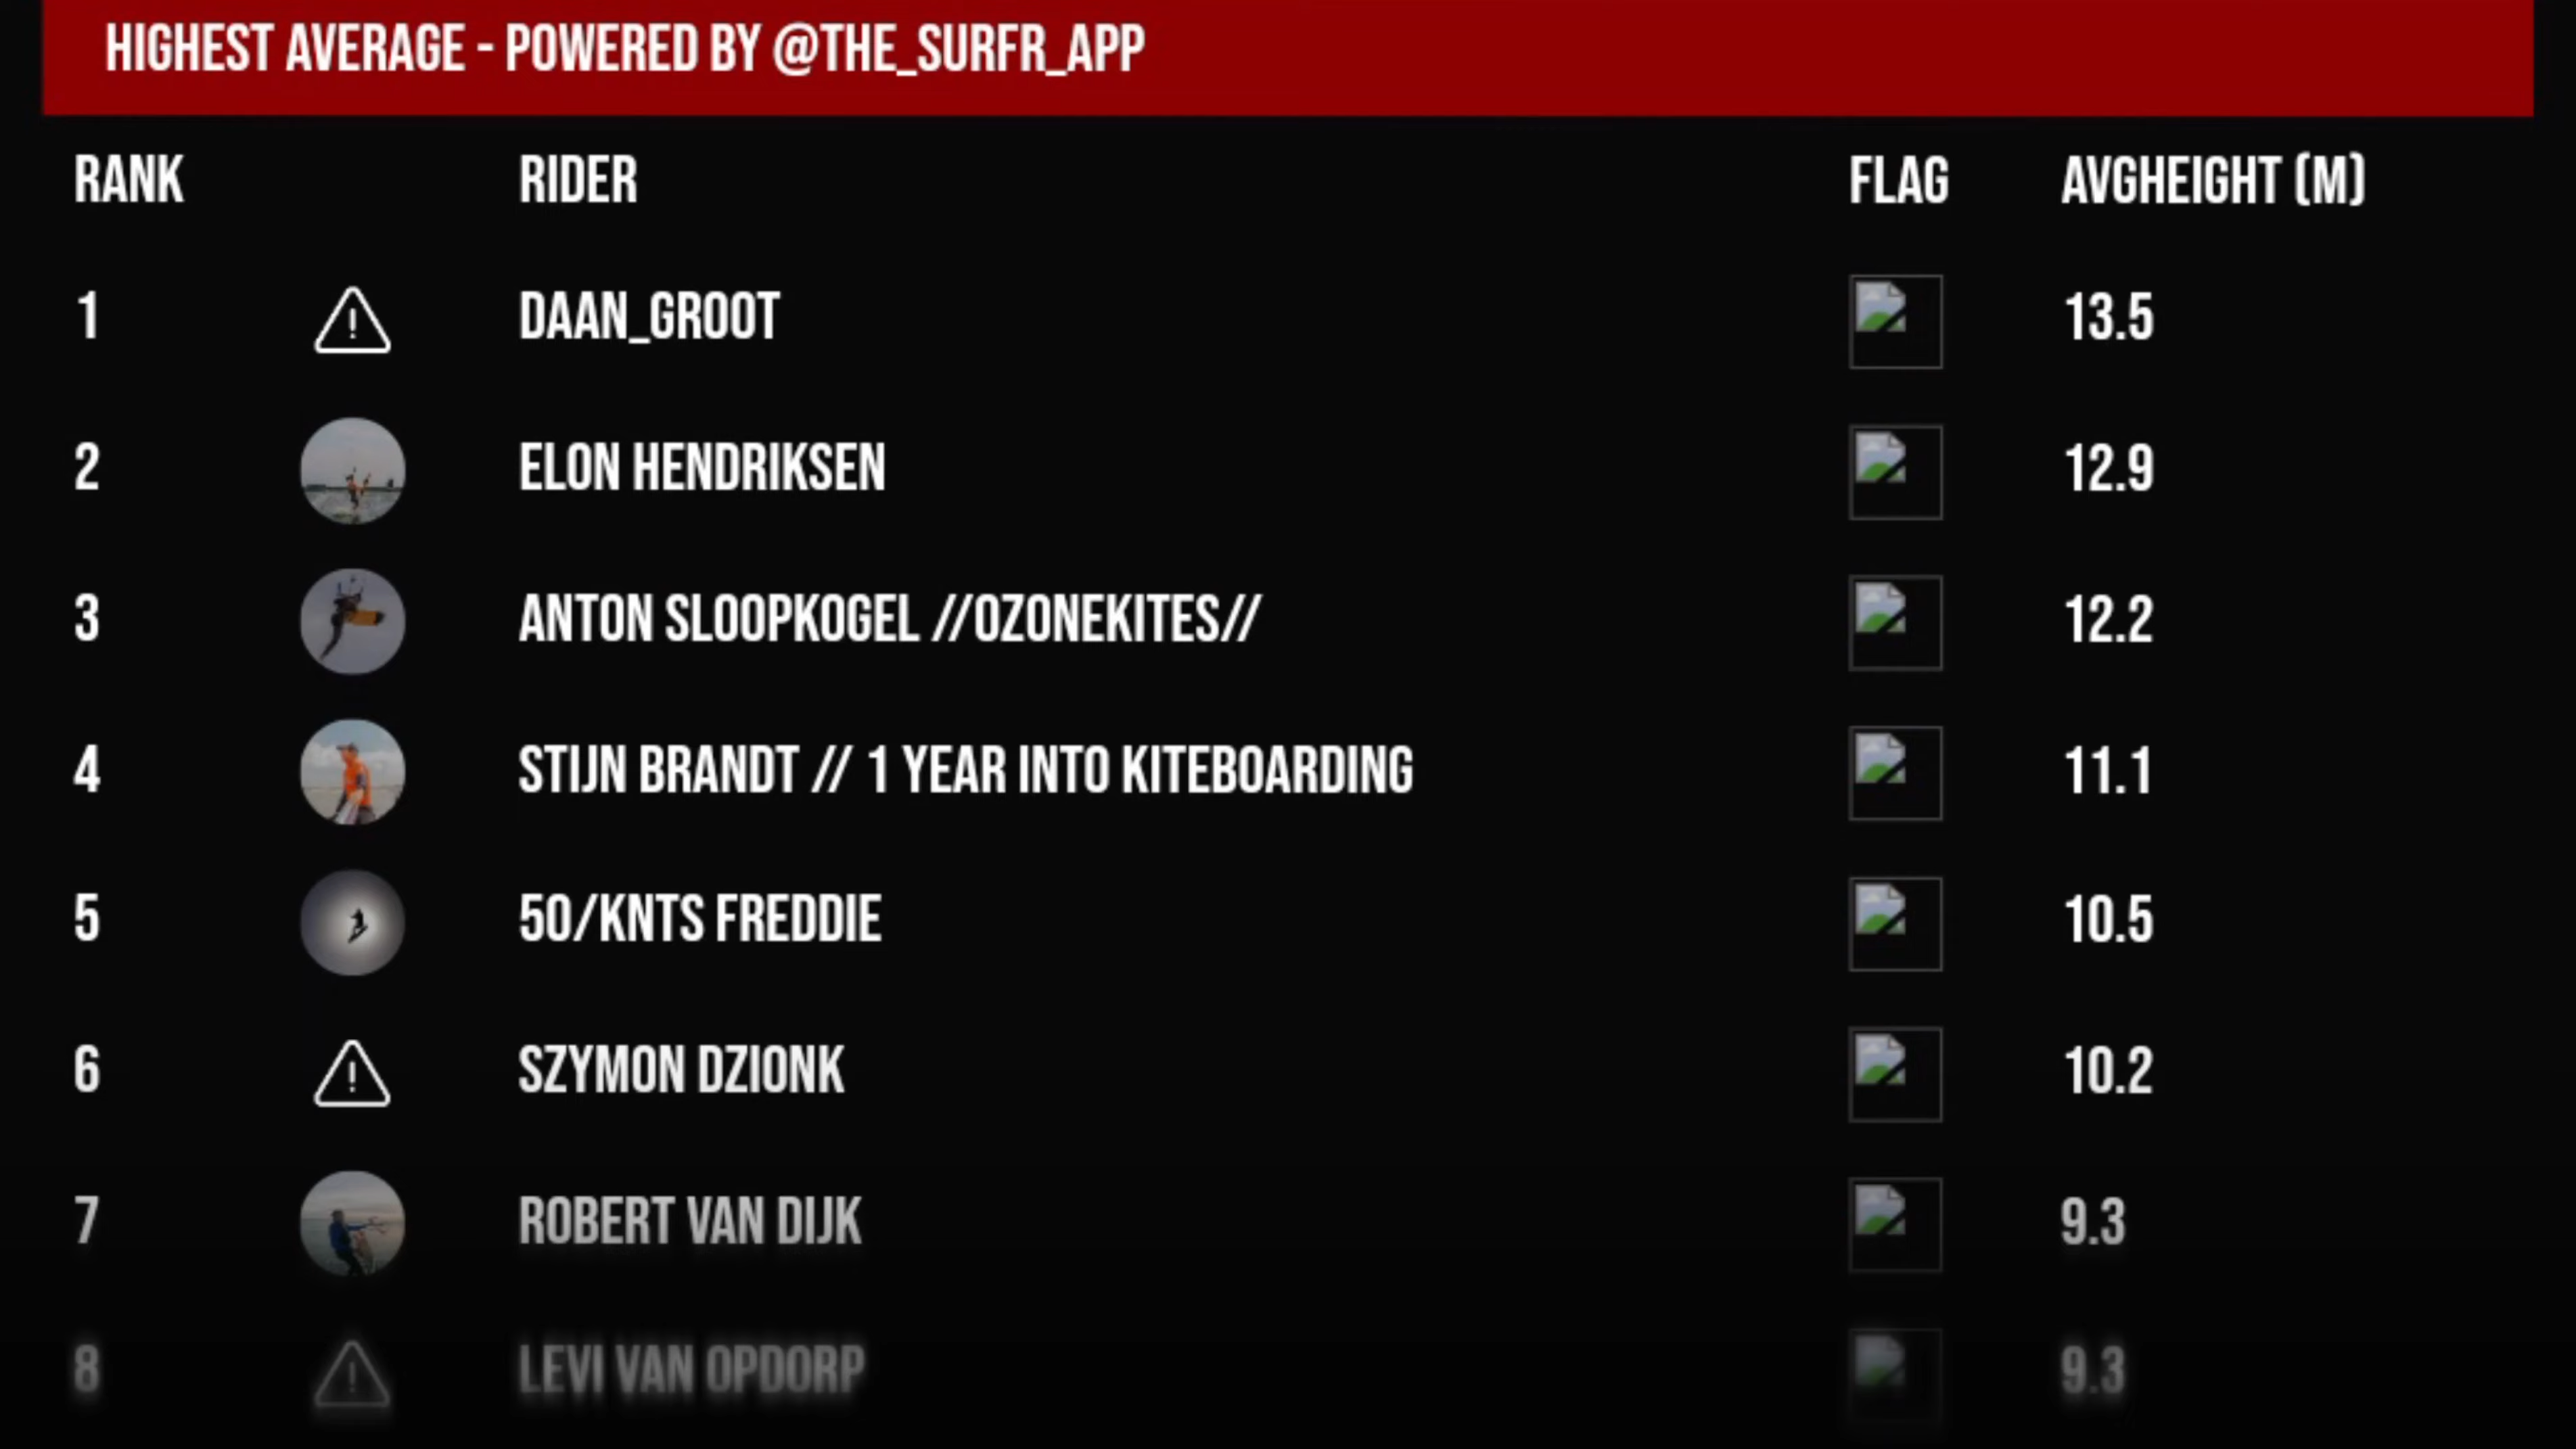 HIGHEST AVERAGE - POWERED BY @THE_SURFR_APP
RANK RIDER FLAG AVGHEIGHT (M)
1 DAAN_GROOT 13.5
2 ELON HENDRIKSEN 12.9
3 ANTON SLOOPKOGEL //OZONEKITES// 12.2
4 STIJN BRANDT // 1 YEAR INTO KITEBOARDING 11.1
5 50/KNTS FREDDIE 10.5
6 SZYMON DZIONK 10.2
7 ROBERT VAN DIJK 9.3
8 LEVI VAN OPDORP 9.3